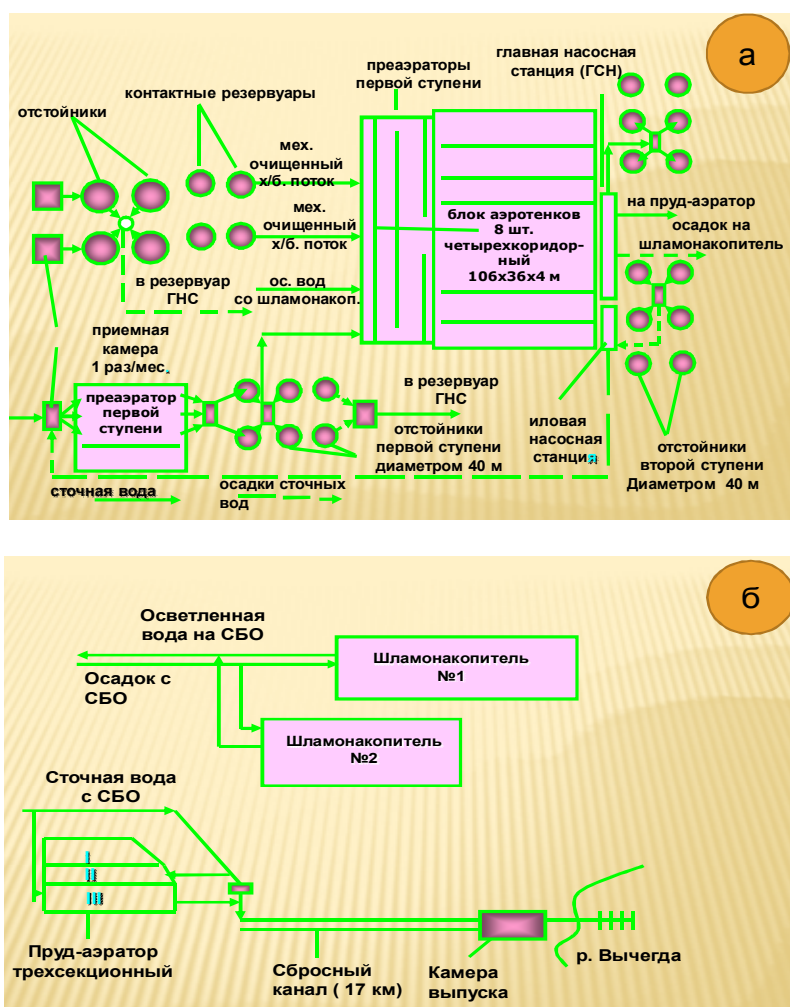 а
главная насосная
станция (ГСН)
преаэраторы
первой ступени
контактные резервуары
отстойники
мех.
очищенный
х/б. поток
мех.
очищенный
х/б. поток
блок аэротенков
8 шт.
четырехкоридор-
ный
106х36х4 м
на пруд-аэратор
осадок на
шламонакопитель
в резервуар
ГНС
ос. вод
со шламонакоп.
приемная
камера
1 раз/мес.
преаэратор
первой
ступени
в резервуар
ГНС
отстойники
первой ступени
диаметром 40 м
иловая
насосная
станция
отстойники
второй ступени
Диаметром 40 м
сточная вода
осадки сточных
вод
б
Осветленная
вода на СБО
Осадок с
СБО
Шламонакопитель
№1
Шламонакопитель
№2
Сточная вода
с СБО
I
II
III
Пруд-аэратор
трехсекционный
Сбросный
канал ( 17 км)
Камера
выпуска
р. Вычегда